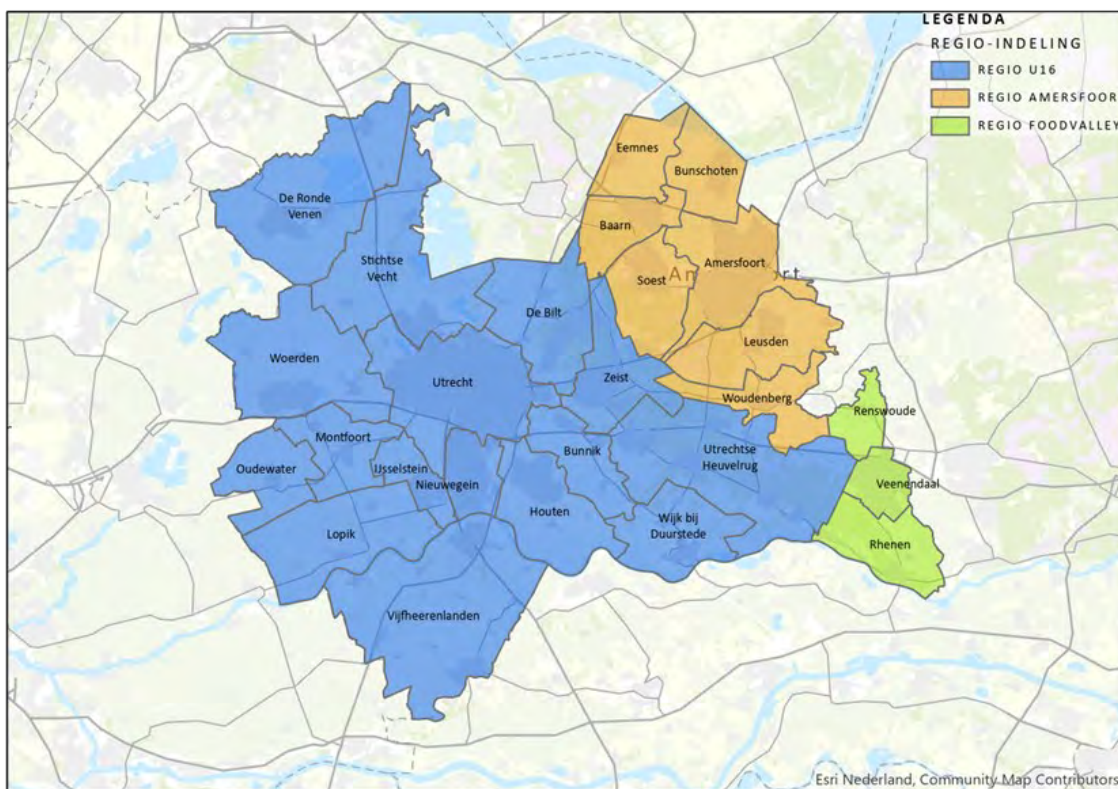 LEGENDA
REGIO-INDELING
REGIO U16
REGIO AMERSFOOR
REGIO FOODVALLEY
Eemnes
Bunschoten
De Ronde
Venen
Baarn
Stichtse
Vecht
Amersfoort
Soest
An
rt
De Bilt
Leusden
Woerden
Utrecht
Zeist
Woudenberg
Renswoude
Montfoort
Bunnik
Utrechtse
Heuvelrug
Oudewater
IJsselstein
Nieuwegein
Veenendaal
Houten
Wijk bij
Duurstede
Lopik
Rhenen
Vijfheerenlanden
Esri Nederland, Community Map Contributors